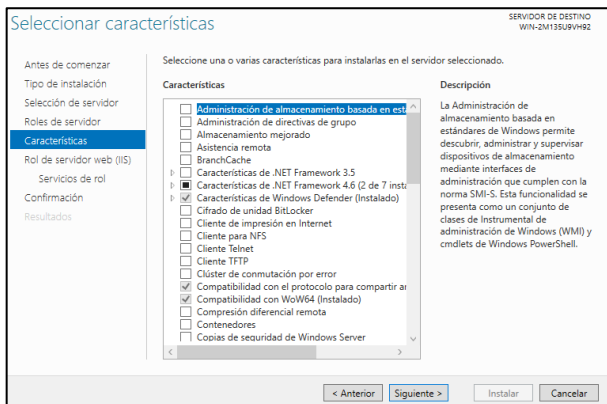 Seleccionar características
SERVIDOR DE DESTINO
WIN-2M135U9VH92
Antes de comenzar
Tipo de instalación
Selección de servidor
Roles de servidor
Características
Rol de servidor web (IIS)
Servicios de rol
Confirmación
Resultados
Seleccione una o varias características para instalarlas en el servidor seleccionado.
Características
Administración de almacenamiento basada en está
Administración de directivas de grupo
Almacenamiento mejorado
Asistencia remota
BranchCache
Características de .NET Framework 3.5
Características de .NET Framework 4.6 (2 de 7 insta
Características de Windows Defender (Instalado)
Cifrado de unidad BitLocker
Cliente de impresión en Internet
Cliente para NFS
Cliente Telnet
Cliente TFTP
Clúster de conmutación por error
Compatibilidad con el protocolo para compartir ar
Compatibilidad con WoW64 (Instalado)
Compresión diferencial remota
Contenedores
Copias de seguridad de Windows Server
Descripción
La Administración de
almacenamiento basada en
estándares de Windows permite
descubrir, administrar y supervisar
dispositivos de almacenamiento
mediante interfaces de
administración que cumplen con la
norma SMI-S. Esta funcionalidad se
presenta como un conjunto de
clases de Instrumental de
administración de Windows (WMI) y
cmdlets de Windows PowerShell.
< Anterior
Siguiente >
Instalar
Cancelar